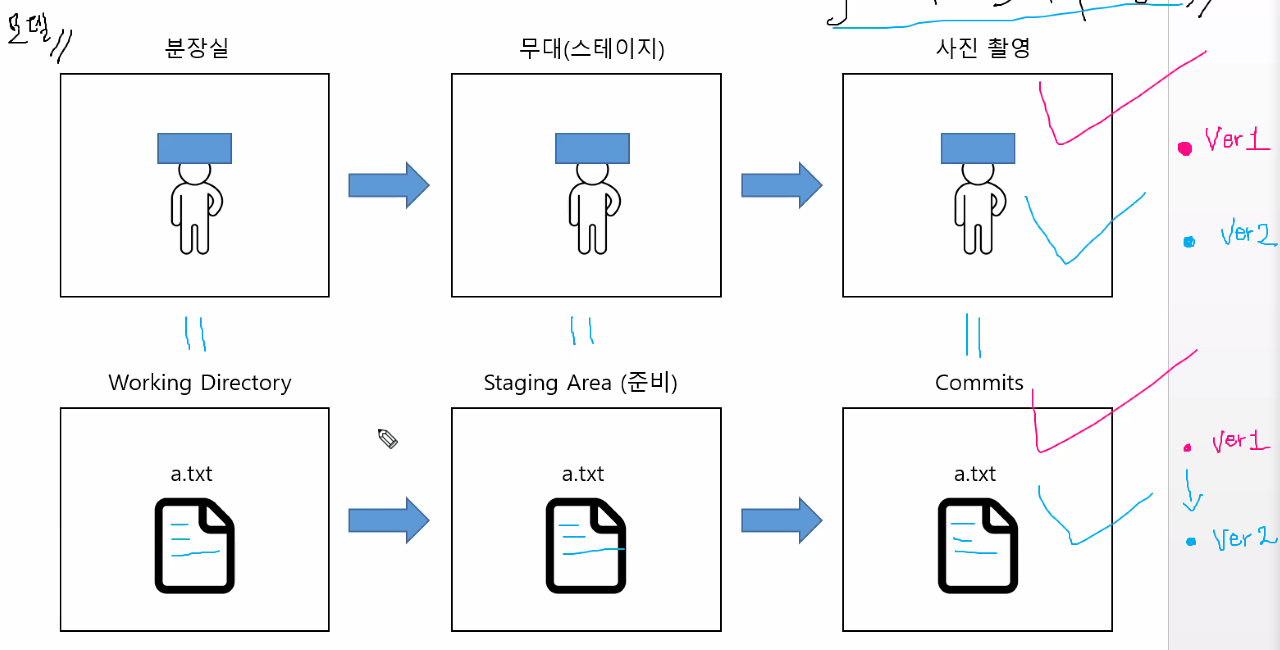 모델
분장실
무대(스테이지)
사진 촬영
Ver 1
Ver 2
Working Directory
Staging Area (준비)
Commits
a.txt
a.txt
a.txt
Ver 1
Ver 2